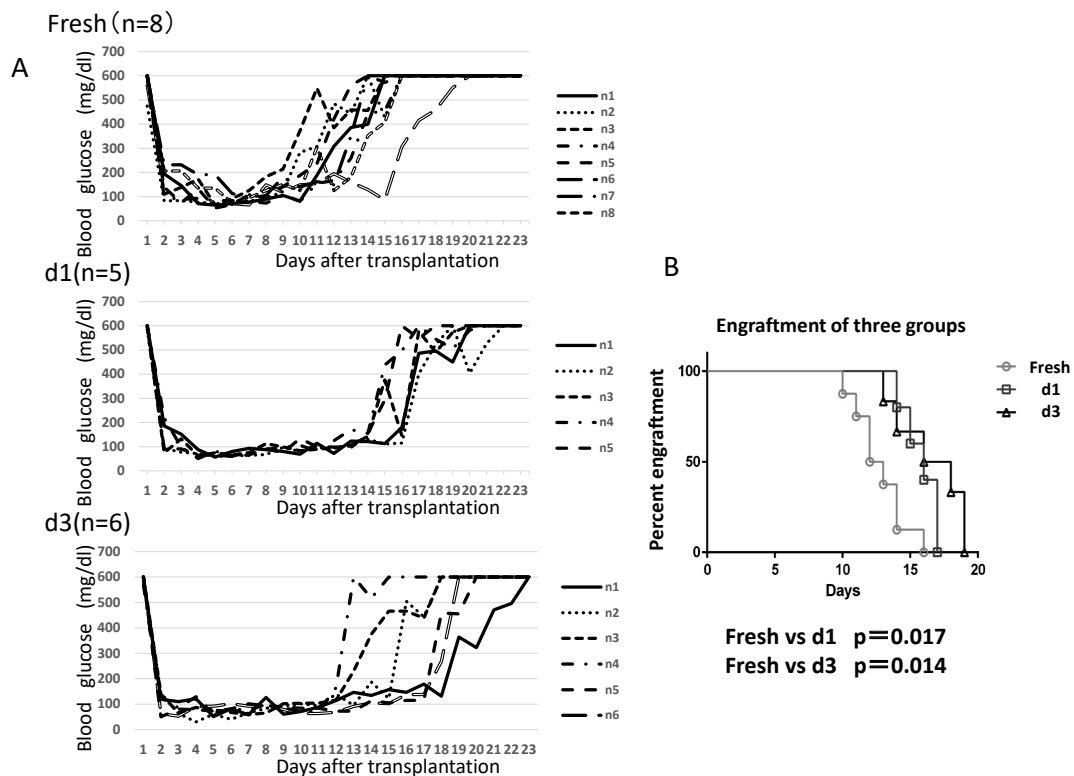 Fresh（n=8）
A
Blood glucose (mg/dl)
700
600
500
400
300
200
100
0
1 2 3 4 5 6 7 8 9 10 11 12 13 14 15 16 17 18 19 20 21 22 23
Days after transplantation
n1
n2
n3
n4
n5
n6
n7
n8
d1(n=5)
Blood glucose (mg/dl)
700
600
500
400
300
200
100
0
1 2 3 4 5 6 7 8 9 10 11 12 13 14 15 16 17 18 19 20 21 22 23
Days after transplantation
n1
n2
n3
n4
n5
d3(n=6)
Blood glucose (mg/dl)
700
600
500
400
300
200
100
0
1 2 3 4 5 6 7 8 9 10 11 12 13 14 15 16 17 18 19 20 21 22 23
Days after transplantation
n1
n2
n3
n4
n5
n6
B
Engraftment of three groups
Percent engraftment
100
50
0
0 5 10 15 20
Days
Fresh
d1
d3
Fresh vs d1 p＝0.017
Fresh vs d3 p＝0.014